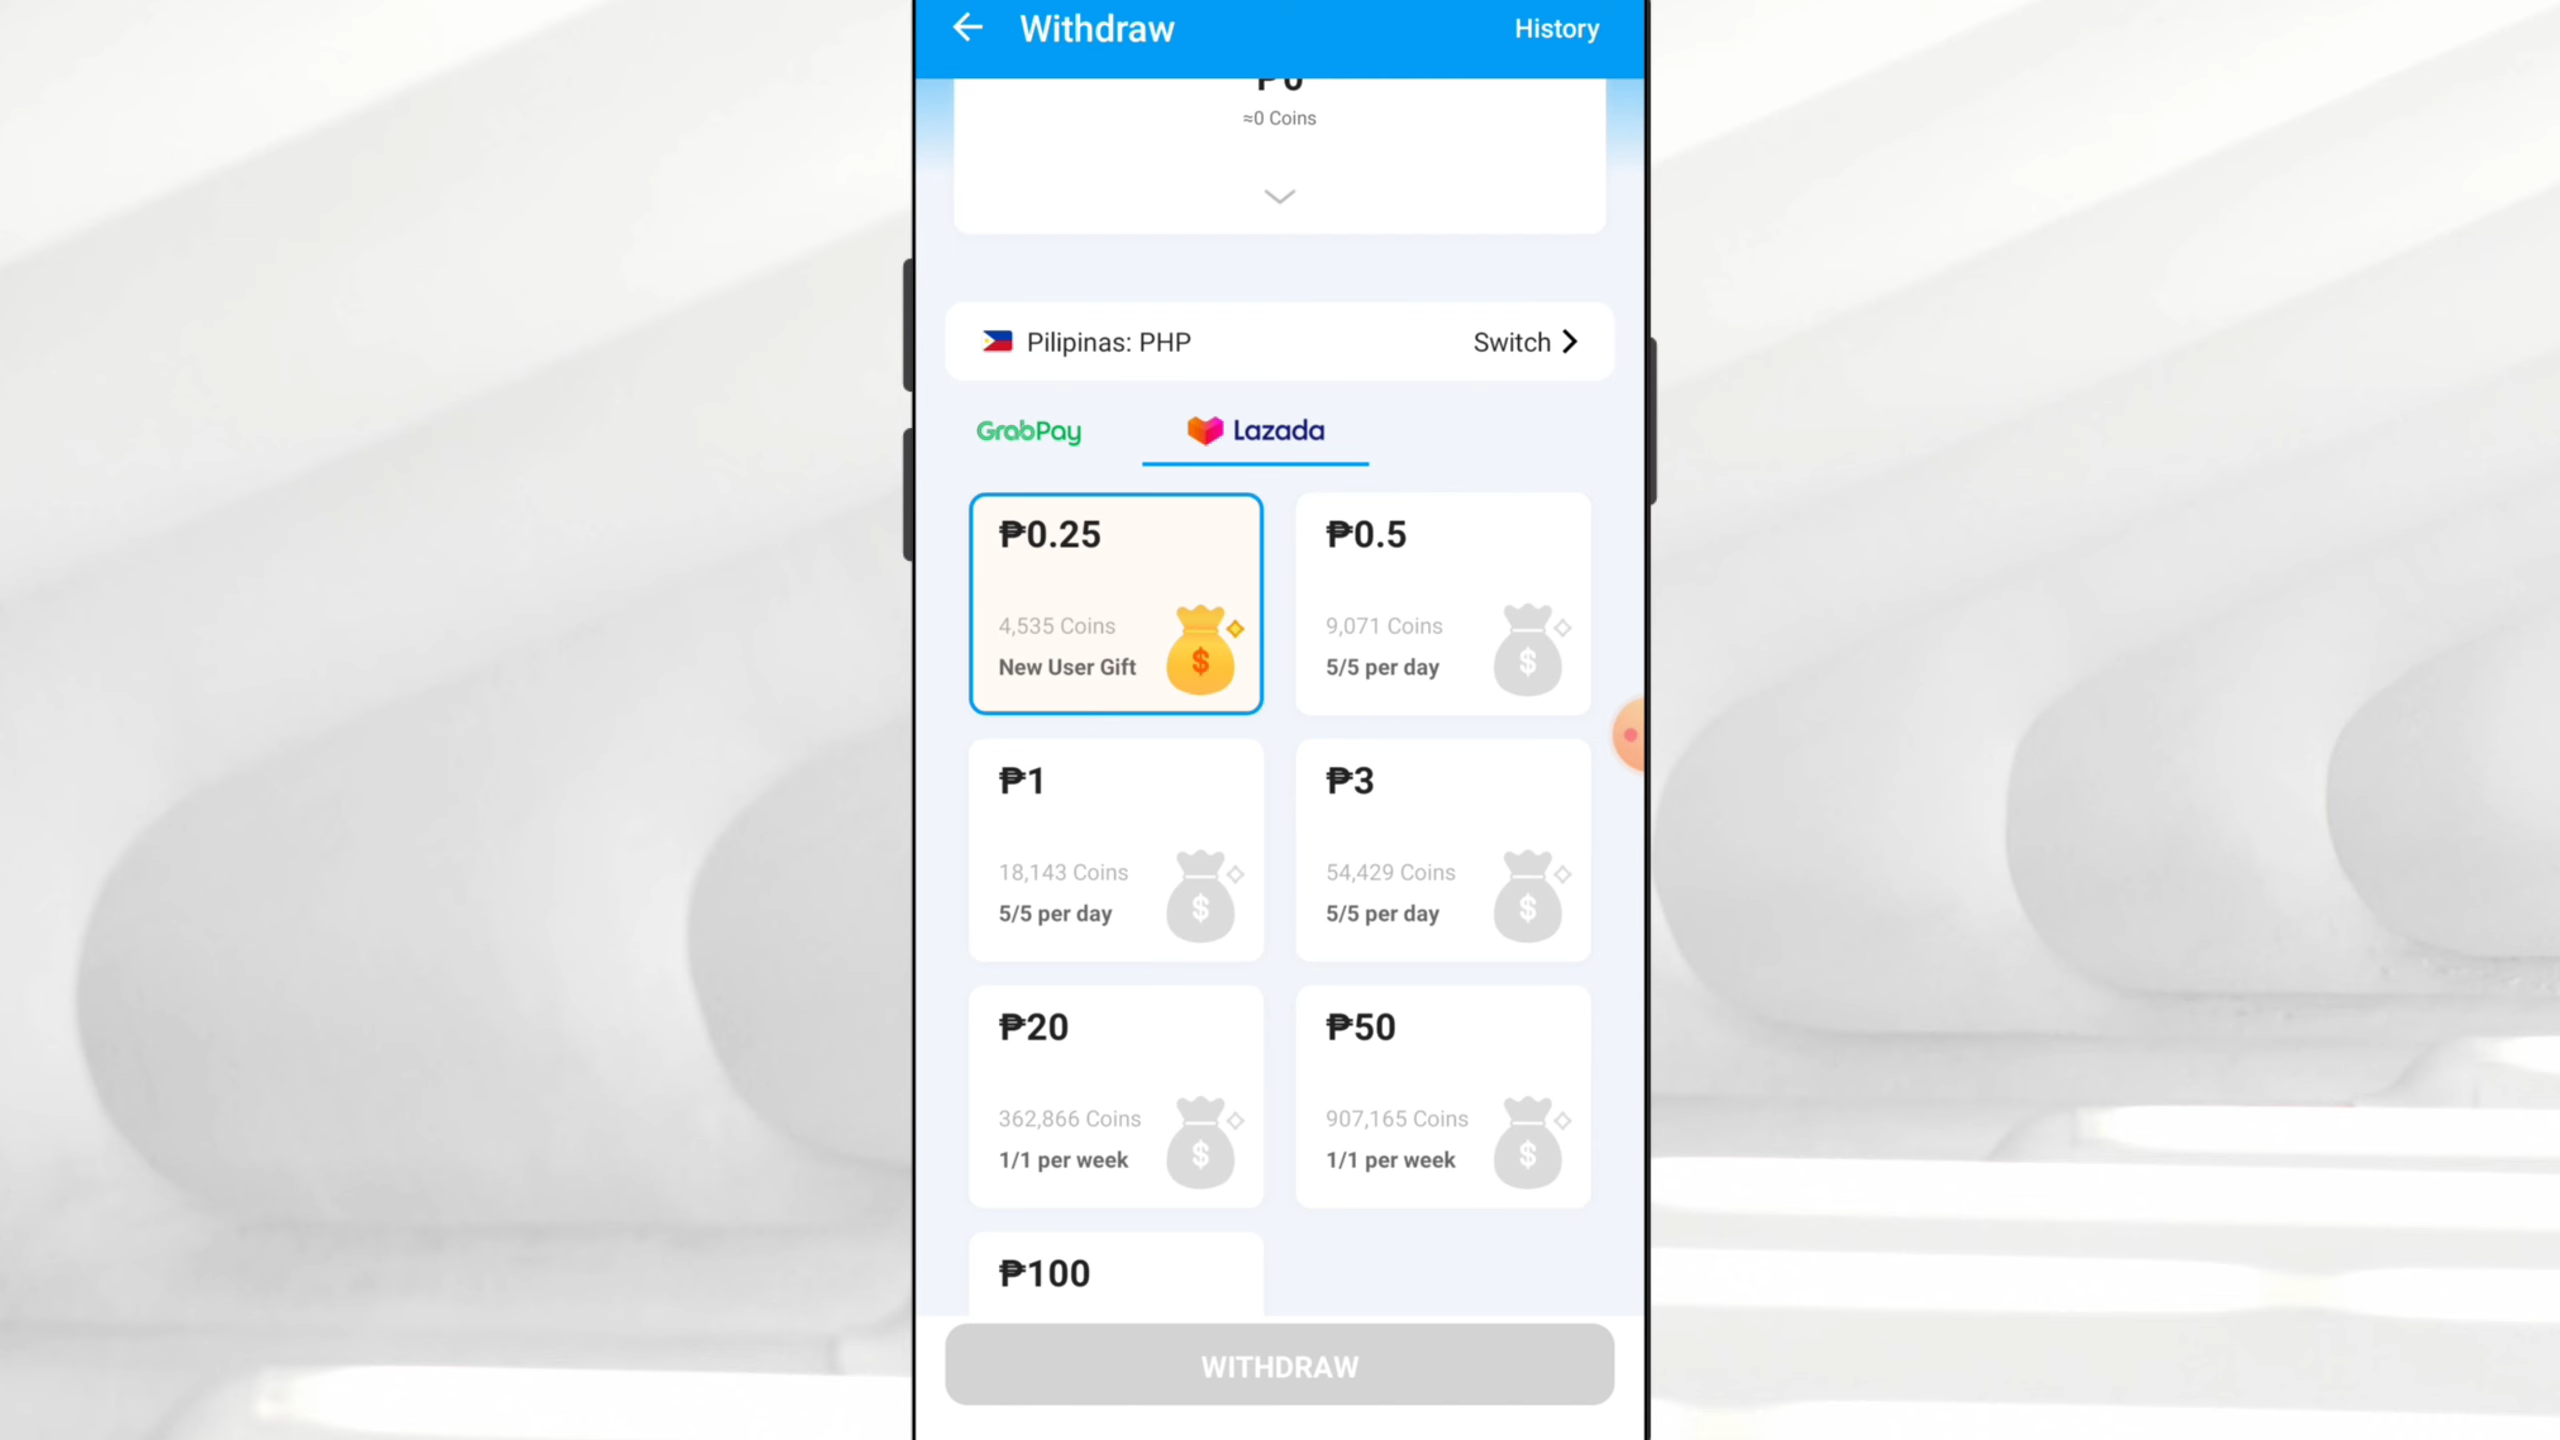 Withdraw
History
₱0
≈0 Coins
Pilipinas: PHP
Switch
GrabPay
Lazada
₱0.25
4,535 Coins
New User Gift
$
₱0.5
9,071 Coins
5/5 per day
$
₱1
18,143 Coins
5/5 per day
$
₱3
54,429 Coins
5/5 per day
$
₱20
362,866 Coins
1/1 per week
$
₱50
907,165 Coins
1/1 per week
$
₱100
WITHDRAW